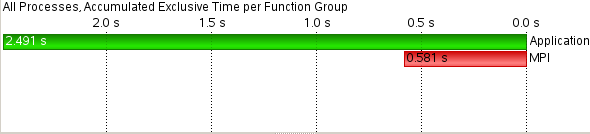 All Processes, Accumulated Exclusive Time per Function Group
2.0 s 1.5 s 1.0 s 0.5 s 0.0 s
2.491 s Application
0.581 s MPI